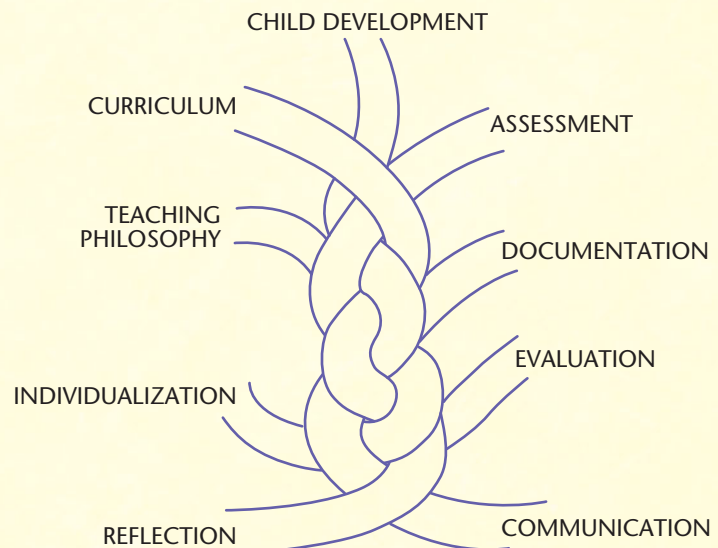 CHILD DEVELOPMENT
CURRICULUM
ASSESSMENT
TEACHING
PHILOSOPHY
DOCUMENTATION
EVALUATION
INDIVIDUALIZATION
REFLECTION
COMMUNICATION